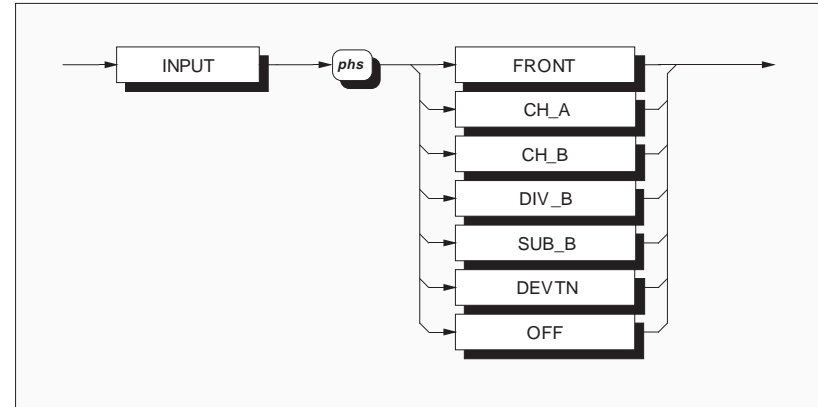 INPUT phs FRONT
CH_A
CH_B
DIV_B
SUB_B
DEVTN
OFF